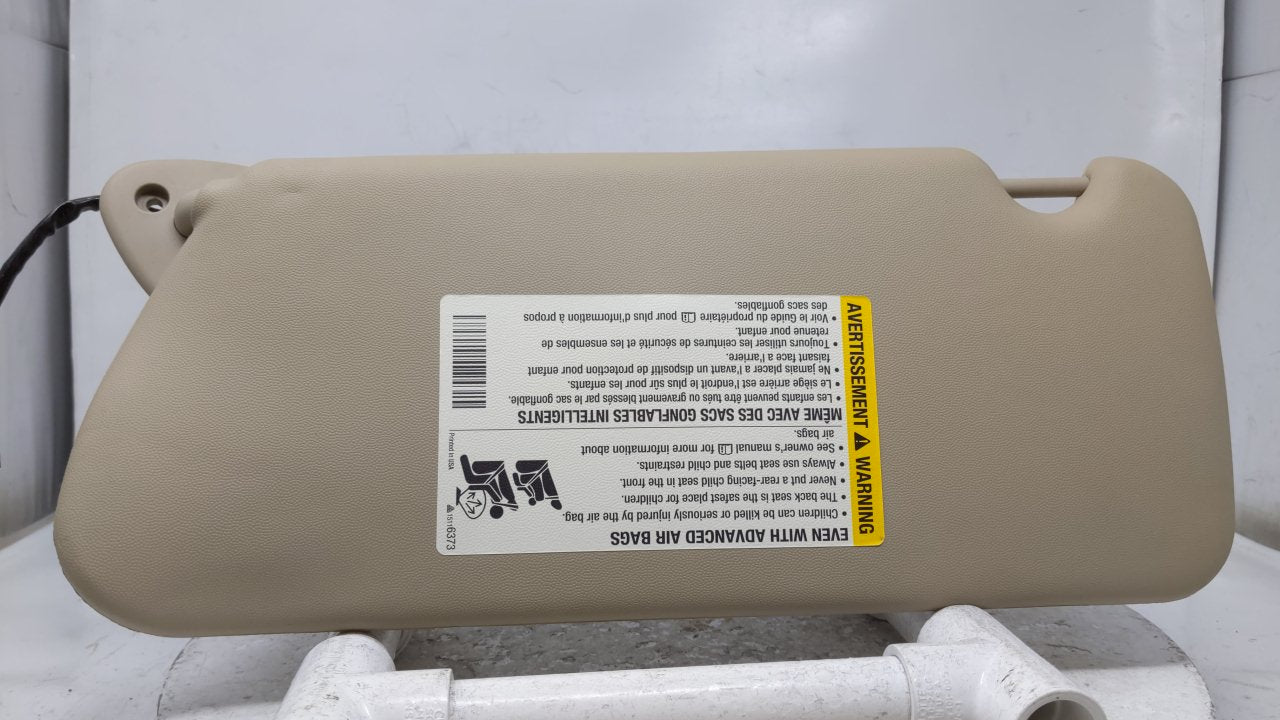 AVERTISSEMENT ⚠ WARNING
EVEN WITH ADVANCED AIR BAGS
• Children can be killed or seriously injured by the air bag.
• The back seat is the safest place for children.
• Never put a rear-facing child seat in the front.
• Always use seat belts and child restraints.
• See owner's manual for more information about
air bags.
MÊME AVEC DES SACS GONFLABLES INTELLIGENTS
• Les enfants peuvent être tués ou gravement blessés par le sac gonflable.
• Le siège arrière est l'endroit le plus sûr pour les enfants.
• Ne jamais placer a l'avant un dispositif de protection pour enfant
faisant face a l'arriere.
• Toujours utiliser les ceintures de sécurité et les ensembles de
retenue pour enfant.
• Voir le Guide du propriétaire pour plus d'information à propos
des sacs gonflables.
15116373
Printed in USA